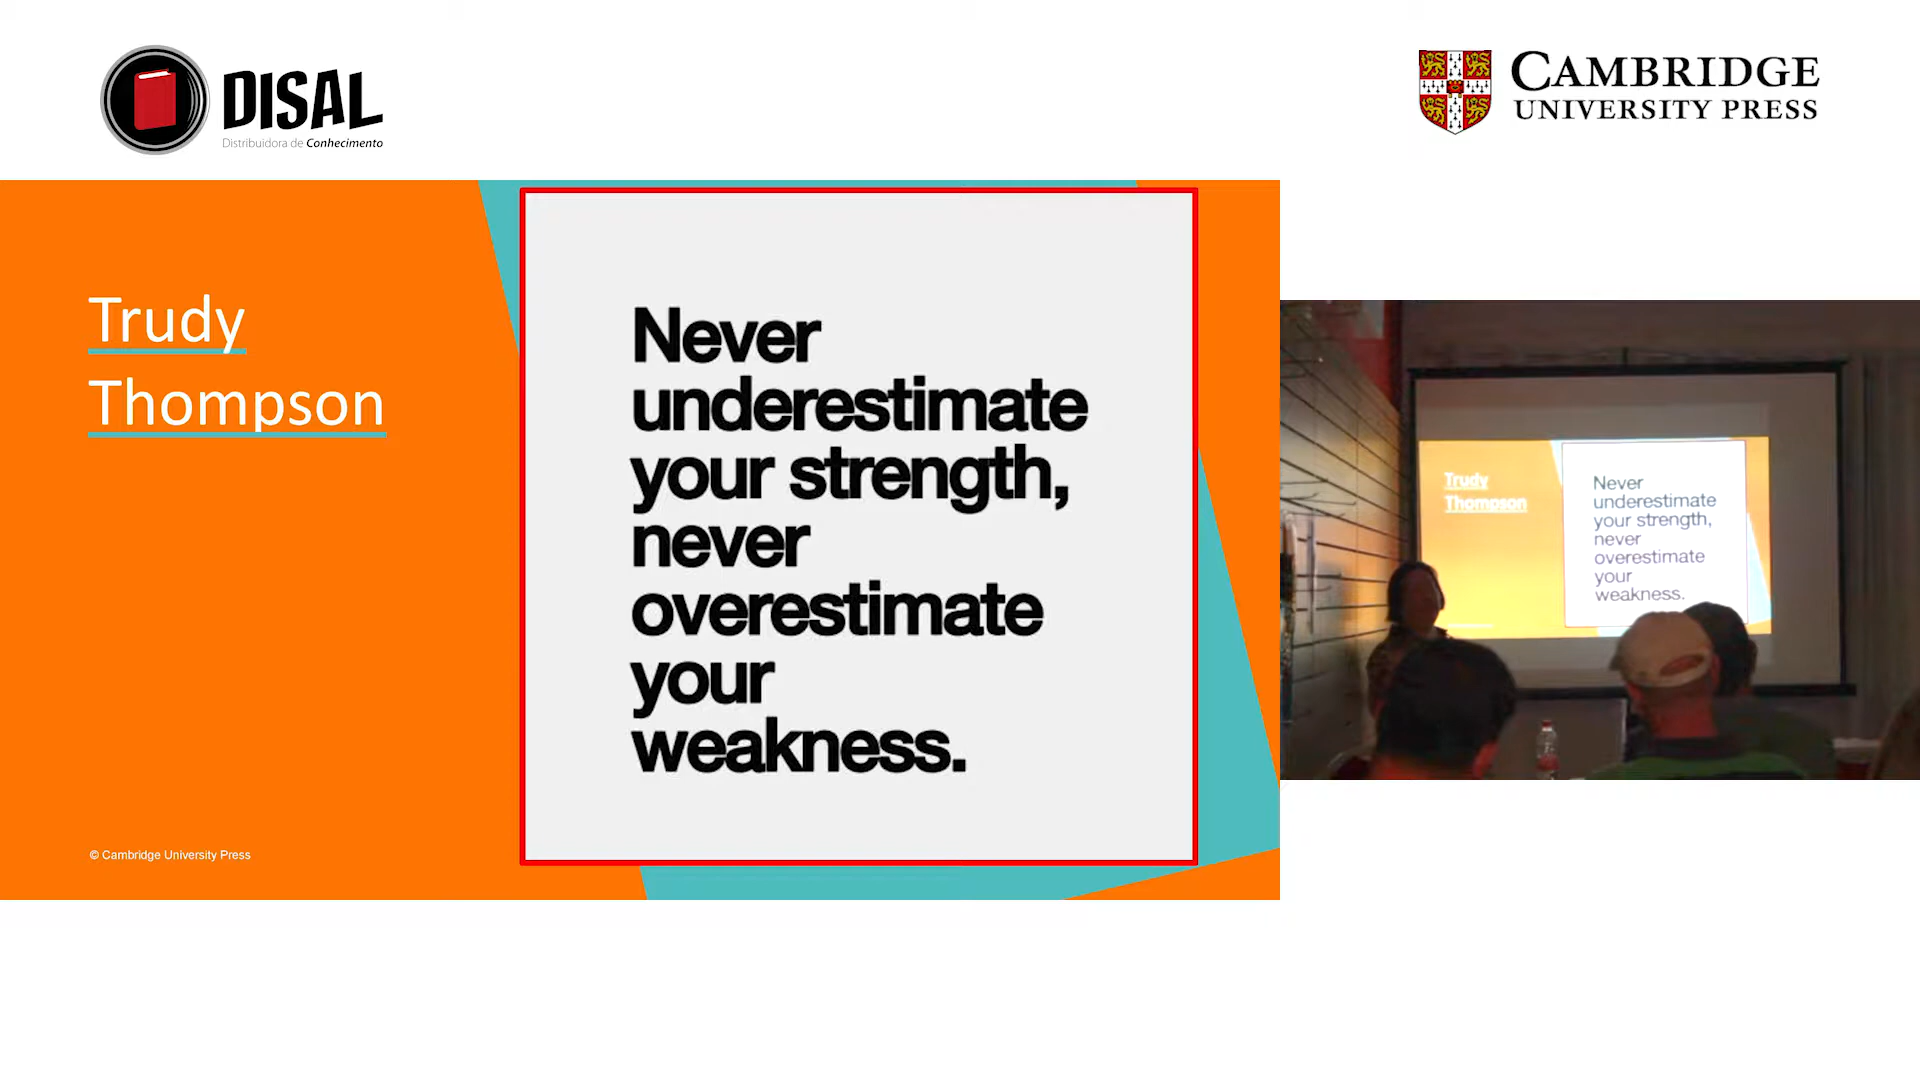 DISAL
Distribuidora de Conhecimento
CAMBRIDGE
UNIVERSITY PRESS
Trudy
Thompson
Never
underestimate
your strength,
never
overestimate
your
weakness.
© Cambridge University Press
Trudy
Thompson
Never
underestimate
your strength,
never
overestimate
your
weakness.